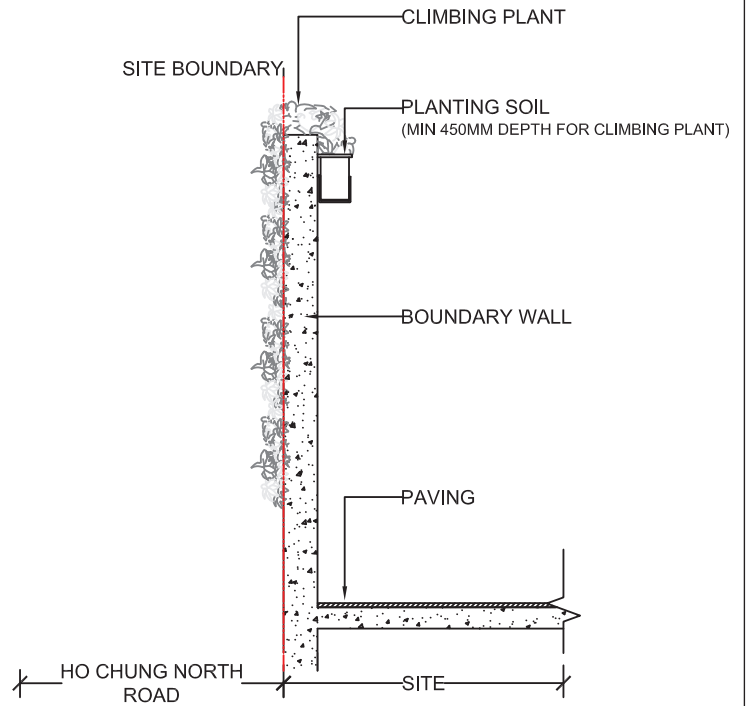 CLIMBING PLANT
SITE BOUNDARY
PLANTING SOIL
(MIN 450MM DEPTH FOR CLIMBING PLANT)
BOUNDARY WALL
PAVING
HO CHUNG NORTH
ROAD
SITE